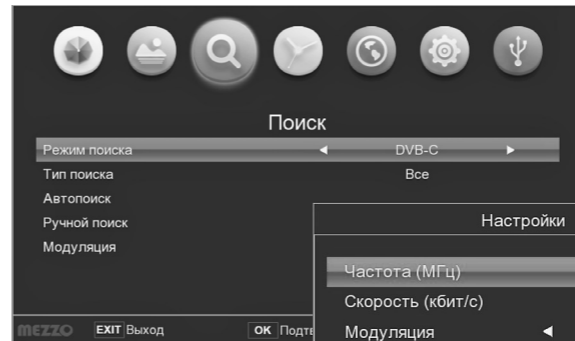 Поиск
Режим поиска DVB-C
Тип поиска Все
Автопоиск
Ручной поиск
Модуляция
Настройки
Частота (МГц)
Скорость (кбит/с)
Модуляция
MEZZO EXIT Выход OK